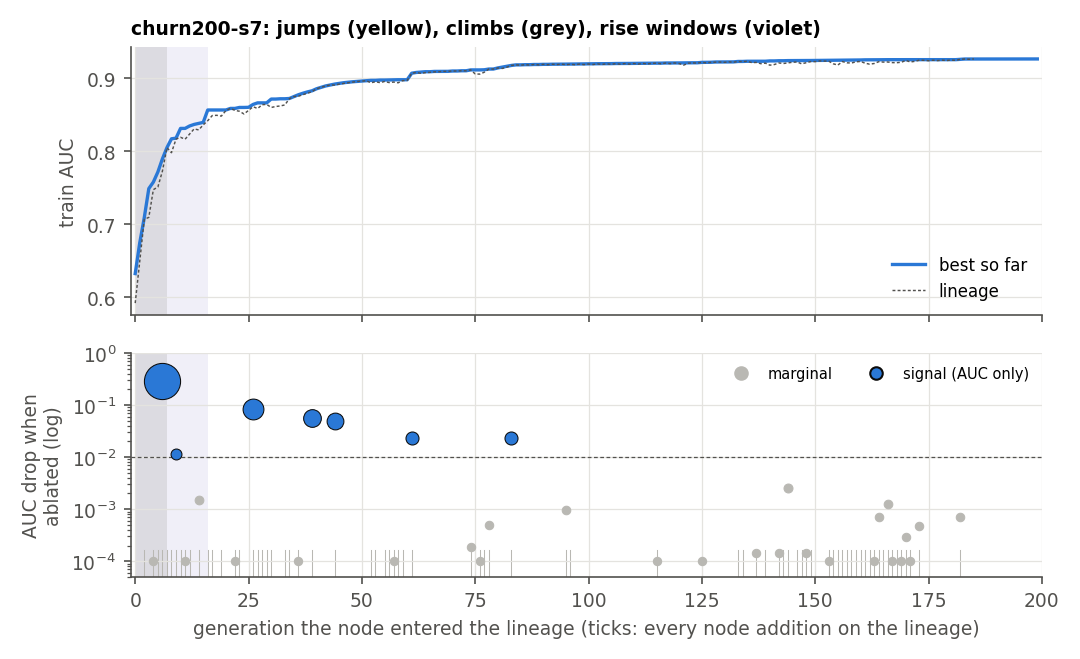 churn200-s7: jumps (yellow), climbs (grey), rise windows (violet)
train AUC
0.9
0.8
0.7
0.6
best so far
lineage
AUC drop when
ablated (log)
10⁰
10⁻¹
10⁻²
10⁻³
10⁻⁴
marginal
signal (AUC only)
0 25 50 75 100 125 150 175 200
generation the node entered the lineage (ticks: every node addition on the lineage)